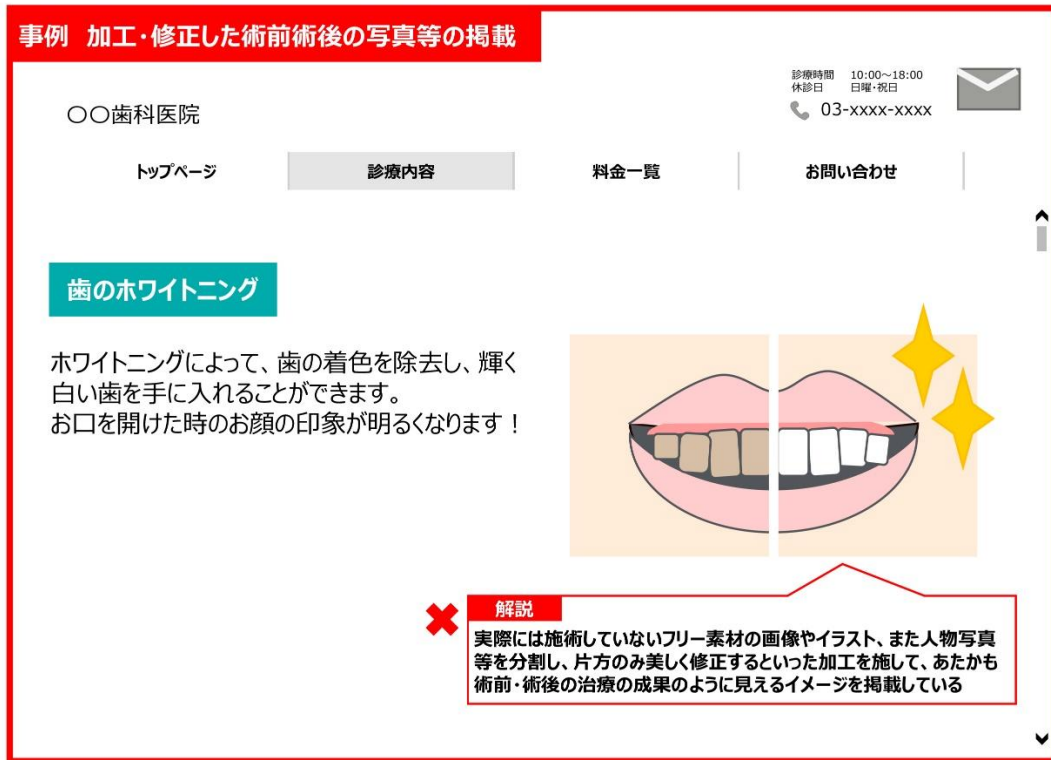 事例 加工・修正した術前術後の写真等の掲載
〇〇歯科医院
診療時間 10:00～18:00
休診日 日曜・祝日
03-xxxx-xxxx
トップページ 診療内容 料金一覧 お問い合わせ
歯のホワイトニング
ホワイトニングによって、歯の着色を除去し、輝く
白い歯を手に入れることができます。
お口を開けた時のお顔の印象が明るくなります！
解説
実際には施術していないフリー素材の画像やイラスト、また人物写真
等を分割し、片方のみ美しく修正するといった加工を施して、あたかも
術前・術後の治療の成果のように見えるイメージを掲載している